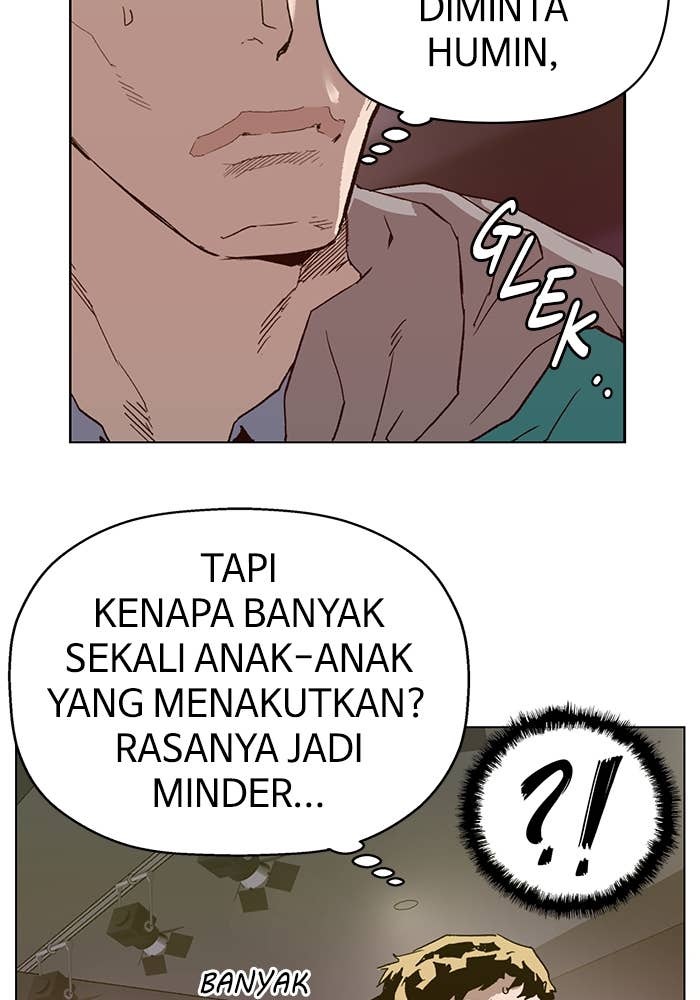 DIMINTA
HUMIN,
GLEK..
TAPI
KENAPA BANYAK
SEKALI ANAK-ANAK
YANG MENAKUTKAN?
RASANYA JADI
MINDER...
?!
BANYAK